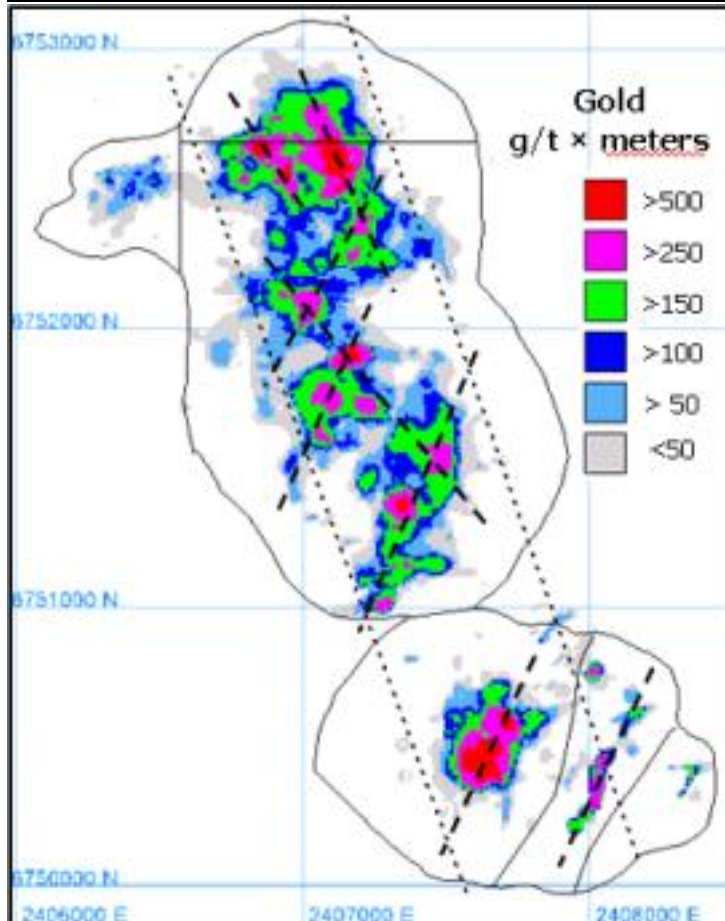 6753000 N
Gold
g/t × meters
>500
>250
>150
>100
> 50
<50
6752000 N
6751000 N
6750000 N
2406000 E
2407000 E
2408000 E